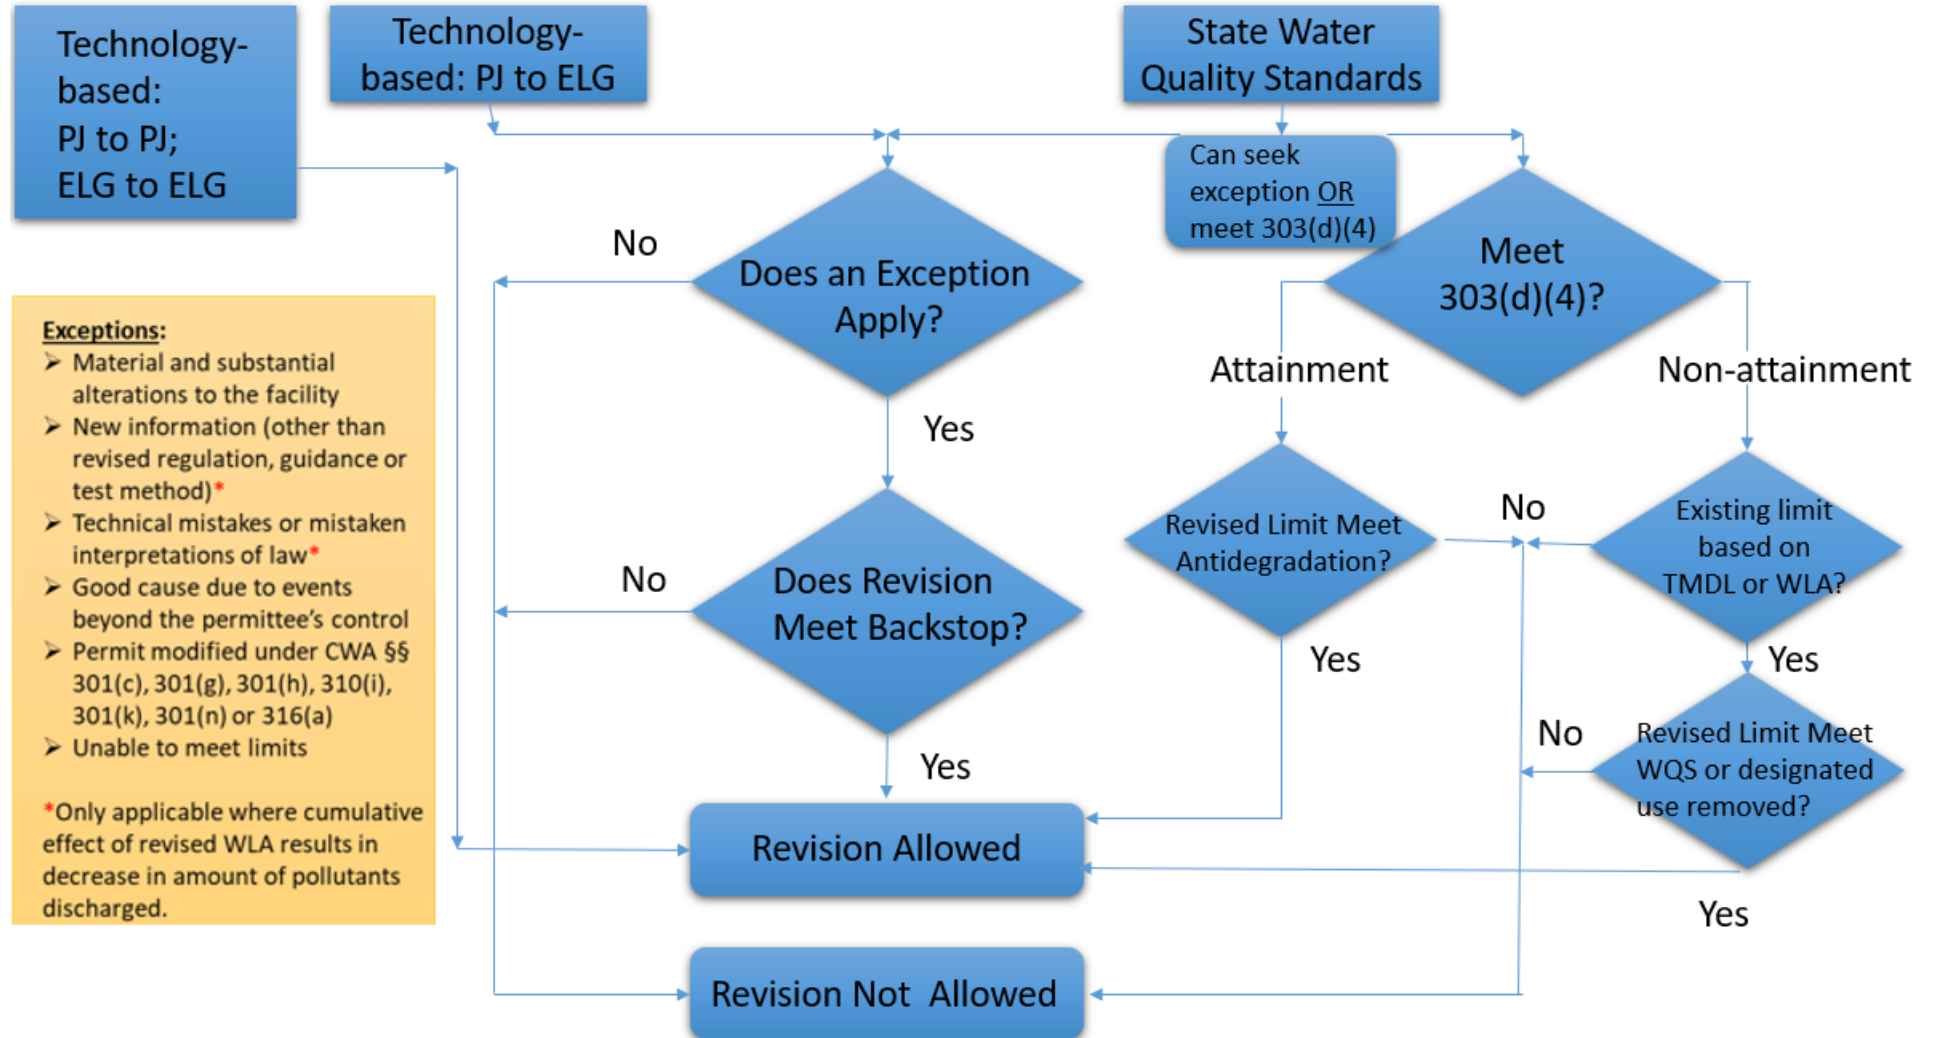 Technology-
based:
PJ to PJ;
ELG to ELG
Technology-
based: PJ to ELG
State Water
Quality Standards
Can seek
exception OR
meet 303(d)(4)
No
Does an Exception
Apply?
Meet
303(d)(4)?
Attainment
Non-attainment
Yes
Exceptions:
➢ Material and substantial
alterations to the facility
➢ New information (other than
revised regulation, guidance or
test method)*
➢ Technical mistakes or mistaken
interpretations of law*
➢ Good cause due to events
beyond the permittee's control
➢ Permit modified under CWA §§
301(c), 301(g), 301(h), 310(i),
301(k), 301(n) or 316(a)
➢ Unable to meet limits
*Only applicable where cumulative
effect of revised WLA results in
decrease in amount of pollutants
discharged.
No
Does Revision
Meet Backstop?
Yes
Revised Limit Meet
Antidegradation?
Yes
No
Existing limit
based on
TMDL or WLA?
Yes
No
Revised Limit Meet
WQS or designated
use removed?
Yes
Revision Allowed
Revision Not Allowed